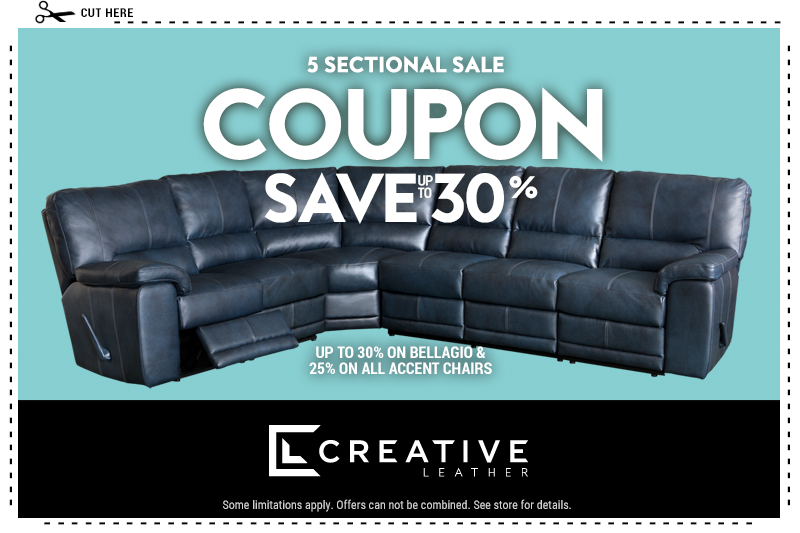 CUT HERE
5 SECTIONAL SALE
COUPON
SAVE UP TO 30%
UP TO 30% ON BELLAGIO &
25% ON ALL ACCENT CHAIRS
CREATIVE
LEATHER
Some limitations apply. Offers can not be combined. See store for details.